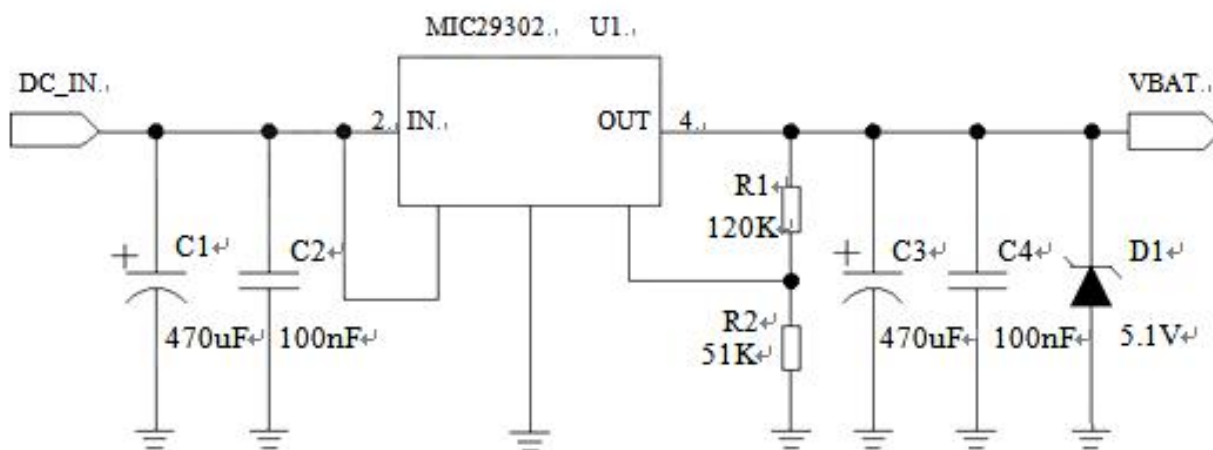 MIC29302 U1
DC_IN
VBAT
2 IN
OUT 4
R1
120K
C1
C2
C3
C4
D1
R2
51K
470uF
100nF
470uF
100nF
5.1V